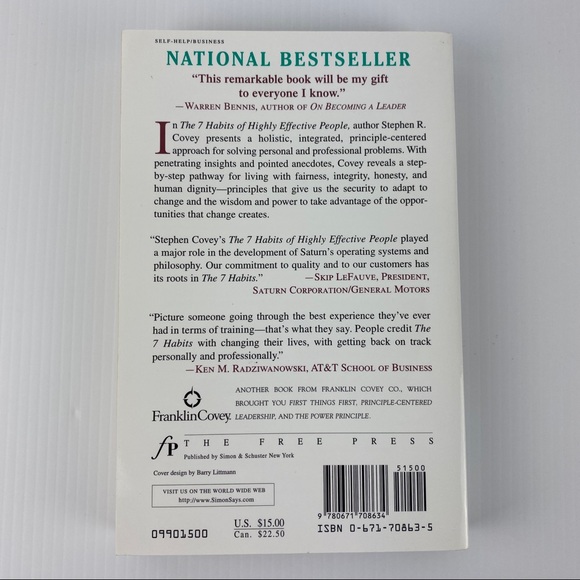 SELF-HELP/BUSINESS
NATIONAL BESTSELLER
“This remarkable book will be my gift
to everyone I know.”
—WARREN BENNIS, AUTHOR OF ON BECOMING A LEADER
In The 7 Habits of Highly Effective People, author Stephen R.
Covey presents a holistic, integrated, principle-centered
approach for solving personal and professional problems. With
penetrating insights and pointed anecdotes, Covey reveals a step-
by-step pathway for living with fairness, integrity, honesty, and
human dignity—principles that give us the security to adapt to
change and the wisdom and power to take advantage of the oppor-
tunities that change creates.
“Stephen Covey's The 7 Habits of Highly Effective People played
a major role in the development of Saturn's operating systems and
philosophy. Our commitment to quality and to our customers has
its roots in The 7 Habits.” —SKIP LEFAUVE, PRESIDENT,
SATURN CORPORATION/GENERAL MOTORS
“Picture someone going through the best experience they've ever
had in terms of training—that's what they say. People credit The
7 Habits with changing their lives, with getting back on track
personally and professionally.”
—KEN M. RADZIWANOWSKI, AT&T SCHOOL OF BUSINESS
FranklinCovey
ANOTHER BOOK FROM FRANKLIN COVEY CO., WHICH
BROUGHT YOU FIRST THINGS FIRST, PRINCIPLE-CENTERED
LEADERSHIP, AND THE POWER PRINCIPLE.
fP THE FREE PRESS
Published by Simon & Schuster New York
Cover design by Barry Littmann
VISIT US ON THE WORLD WIDE WEB
http://www.SimonSays.com
09901500
U.S. $15.00
Can. $22.50
51500
9 780671 708634
ISBN 0-671-70863-5